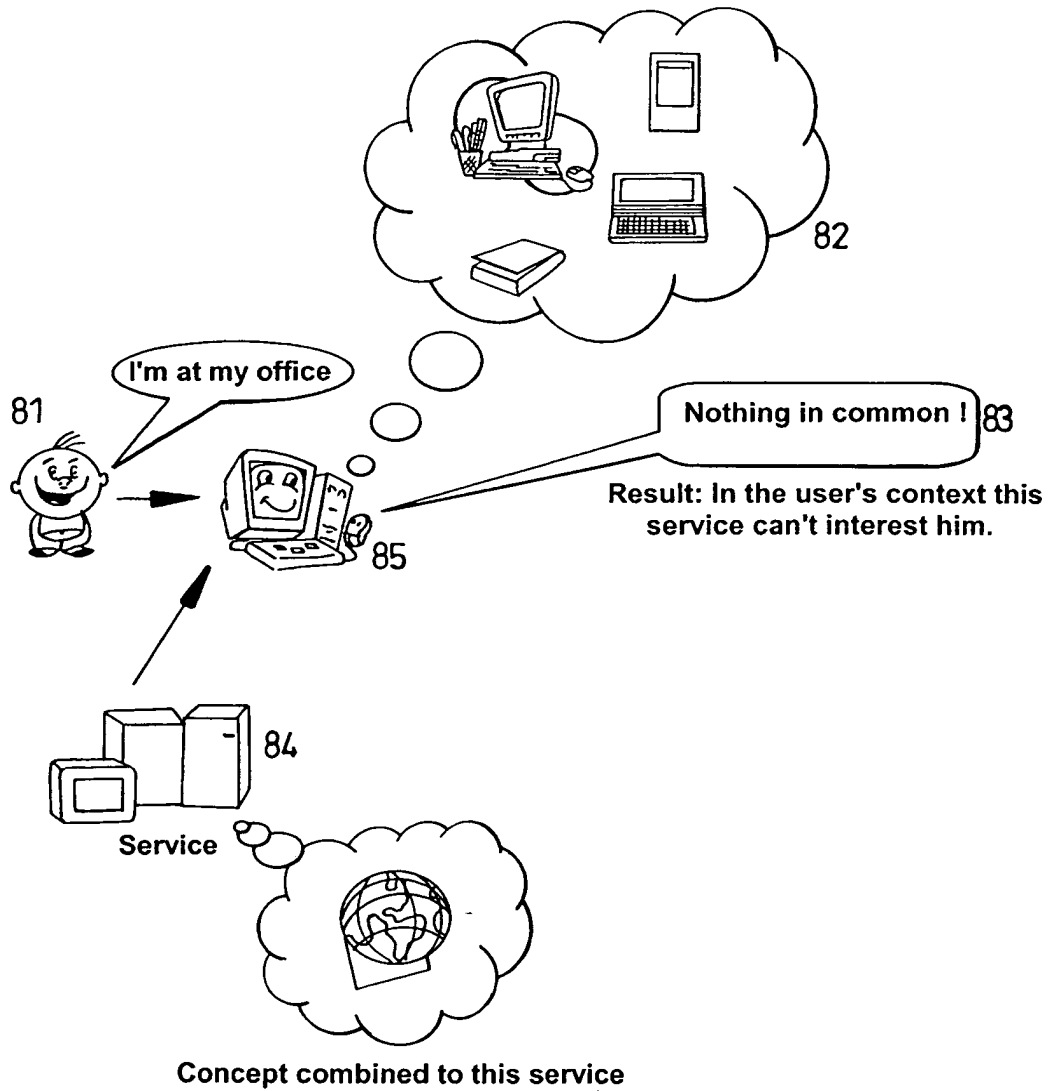 82
I'm at my office
81
Nothing in common !
83
Result: In the user's context this
service can't interest him.
85
84
Service
Concept combined to this service